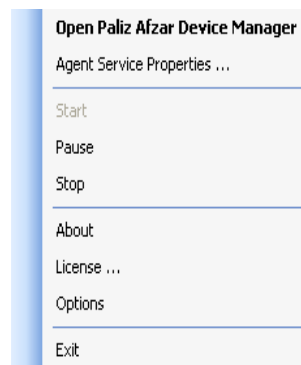 Open Paliz Afzar Device Manager
Agent Service Properties ...
Start
Pause
Stop
About
License ...
Options
Exit